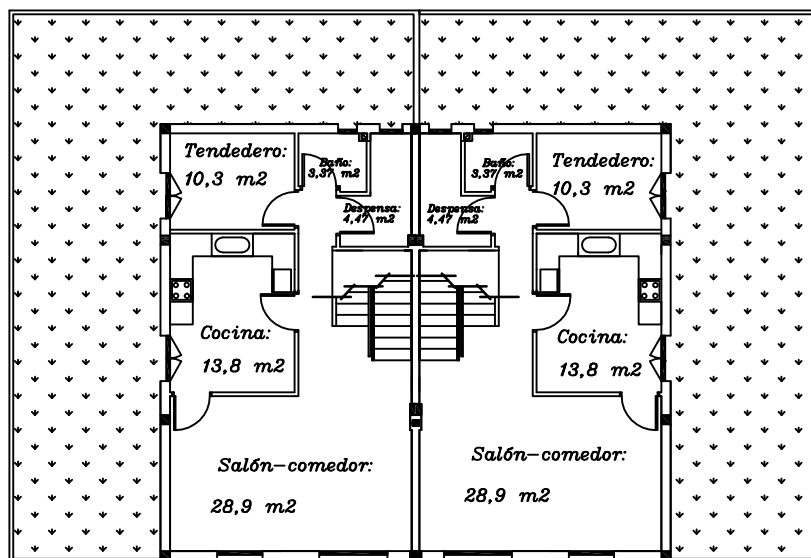 Tendedero:
10,3 m2
Baño:
3,37 m2
Despensa:
4,47 m2
Cocina:
13,8 m2
Salón-comedor:
28,9 m2
Baño:
3,37 m2
Despensa:
4,47 m2
Tendedero:
10,3 m2
Cocina:
13,8 m2
Salón-comedor:
28,9 m2